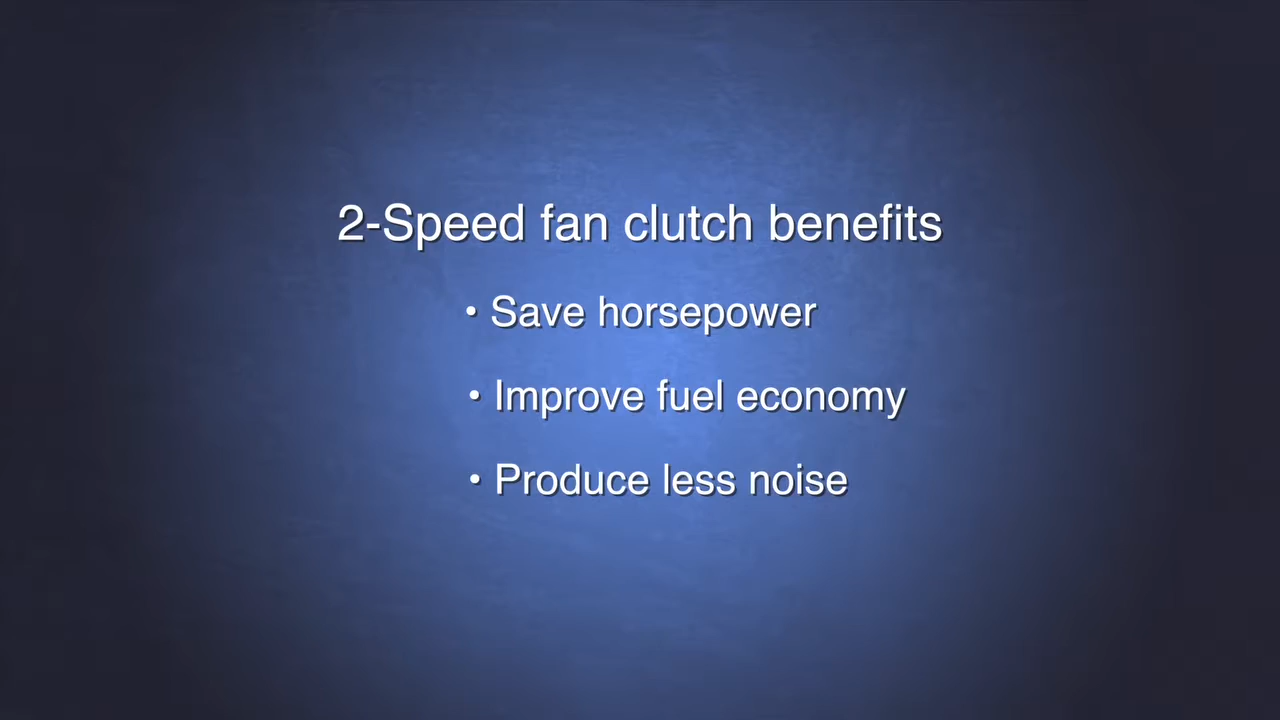 2-Speed fan clutch benefits
• Save horsepower
• Improve fuel economy
• Produce less noise